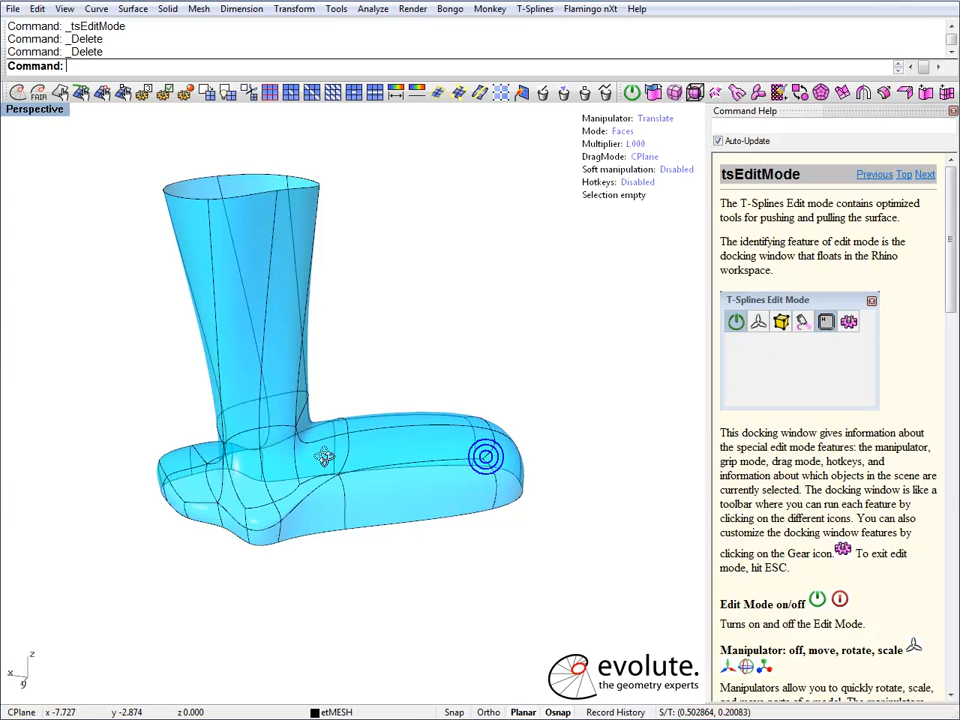 File Edit View Curve Surface Solid Mesh Dimension Transform Tools Analyze Render Bongo Monkey T-Splines Flamingo nXt Help
Command: _tsEditMode
Command: _Delete
Command: _Delete
Command:
FAIR
Perspective
Manipulator: Translate
Mode: Faces
Multiplier: 1.000
DragMode: CPlane
Soft manipulation: Disabled
Hotkeys: Disabled
Selection empty
Command Help
Auto-Update
tsEditMode Previous Top Next
The T-Splines Edit mode contains optimized
tools for pushing and pulling the surface.
The identifying feature of edit mode is the
docking window that floats in the Rhino
workspace.
T-Splines Edit Mode
This docking window gives information about
the special edit mode features: the manipulator,
grip mode, drag mode, hotkeys, and
information about which objects in the scene are
currently selected. The docking window is like a
toolbar where you can run each feature by
clicking on the different icons. You can also
customize the docking window features by
clicking on the Gear icon. To exit edit
mode, hit ESC.
Edit Mode on/off
Turns on and off the Edit Mode.
Manipulator: off, move, rotate, scale
Manipulators allow you to quickly rotate, scale,
z
x
y
evolute.
the geometry experts
CPlane x -7.727 y -2.874 z 0.000 etMESH Snap Ortho Planar Osnap Record History S/T: (0.502864, 0.20083)